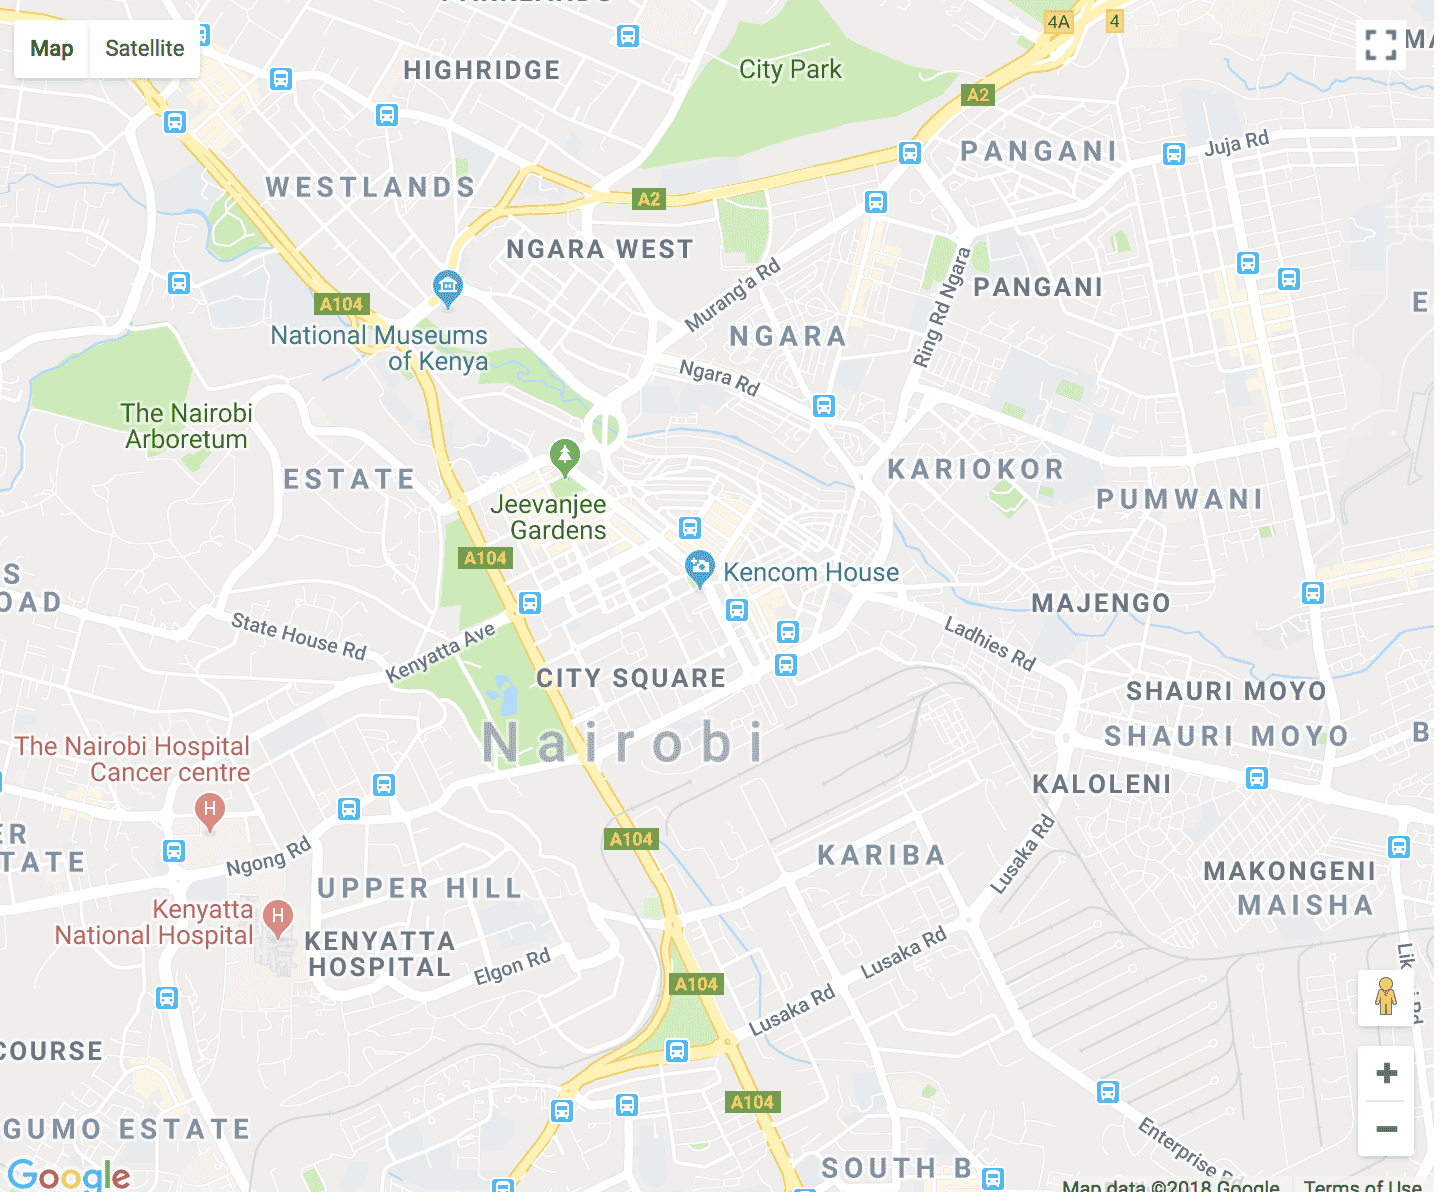 4A
4
Map
Satellite
HIGHRIDGE
City Park
A2
PANGANI
Juja Rd
WESTLANDS
A2
NGARA WEST
Murang'a Rd
PANGANI
A104
National Museums
of Kenya
NGARA
Ring Rd Ngara
Ngara Rd
The Nairobi
Arboretum
ESTATE
KARIOKOR
PUMWANI
Jeevanjee
Gardens
A104
Kencom House
OAD
MAJENGO
State House Rd
Kenyatta Ave
Ladhies Rd
CITY SQUARE
SHAURI MOYO
Nairobi
SHAURI MOYO
The Nairobi Hospital
Cancer centre
H
KALOLENI
A104
Ngong Rd
KARIBA
Lusaka Rd
TATE
UPPER HILL
MAKONGENI
MAISHA
Kenyatta
National Hospital
H
KENYATTA
HOSPITAL
Elgon Rd
Lusaka Rd
A104
Lusaka Rd
Lik
COURSE
A104
GUMO ESTATE
Enterprise Rd
SOUTH B
Google
Map data ©2018 Google
Terms of Use